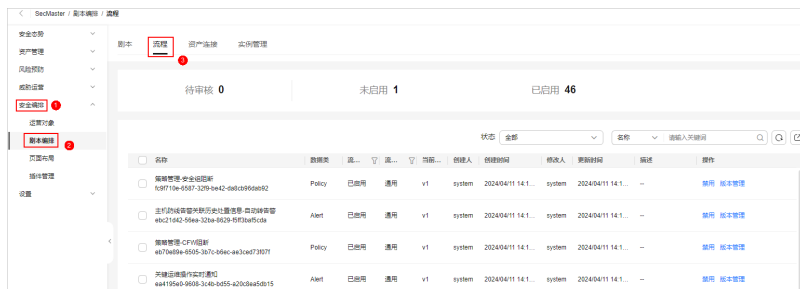 SecMaster / 剧本编排 / 流程
安全态势
资产管理
风险预防
威胁运营
安全编排 1
运营对象
剧本编排 2
页面布局
插件管理
设置
剧本 流程 资产连接 实例管理
3
待审核 0 未启用 1 已启用 46
状态 全部 名称 请输入关键词
名称 数据类 流... 流... 当前... 创建人 创建时间 修改人 更新时间 描述 操作
策略管理-安全组阻断
fc9f710e-6587-32f9-be42-da8cb96dab92
Policy 已启用 通用 v1 system 2024/04/11 14:1... system 2024/04/11 14:1... -- 禁用 版本管理
主机防线告警关联历史处置信息-自动转告警
ebc21d42-56ea-32ba-8629-f5ff3baf5cda
Alert 已启用 通用 v1 system 2024/04/11 14:1... system 2024/04/11 14:1... -- 禁用 版本管理
策略管理-CFW阻断
eb70e89e-6505-3b7c-b6ec-ae3ced73f07f
Policy 已启用 通用 v1 system 2024/04/11 14:1... system 2024/04/11 14:1... -- 禁用 版本管理
关键运维操作实时通知
ea4195e0-9608-3c4b-bd55-a20c8ea5db15
Alert 已启用 通用 v1 system 2024/04/11 14:1... system 2024/04/11 14:1... -- 禁用 版本管理